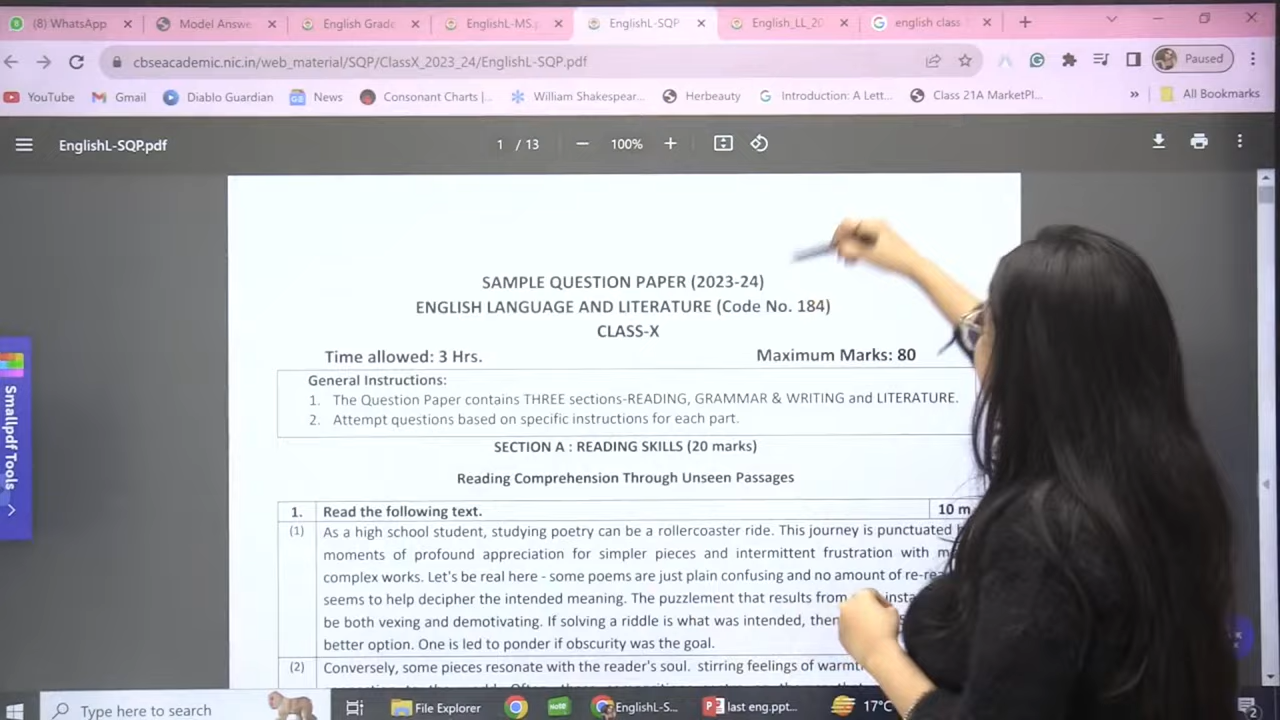 (8) WhatsApp
Model Answe
English Grade
EnglishL-MS.p
EnglishL-SQP
English_LL_20
english class
cbseacademic.nic.in/web_material/SQP/ClassX_2023_24/EnglishL-SQP.pdf
Paused
YouTube
Gmail
Diablo Guardian
News
Consonant Charts |...
William Shakespear...
Herbeauty
Introduction: A Lett...
Class 21A MarketPl...
»
All Bookmarks
EnglishL-SQP.pdf
1 / 13
100%
SAMPLE QUESTION PAPER (2023-24)
ENGLISH LANGUAGE AND LITERATURE (Code No. 184)
CLASS-X
Time allowed: 3 Hrs. Maximum Marks: 80
General Instructions:
1. The Question Paper contains THREE sections-READING, GRAMMAR & WRITING and LITERATURE.
2. Attempt questions based on specific instructions for each part.
SECTION A : READING SKILLS (20 marks)
Reading Comprehension Through Unseen Passages
1. Read the following text. 10 m
(1) As a high school student, studying poetry can be a rollercoaster ride. This journey is punctuated
moments of profound appreciation for simpler pieces and intermittent frustration with
complex works. Let's be real here - some poems are just plain confusing and no amount of re-rea
seems to help decipher the intended meaning. The puzzlement that results from insta
be both vexing and demotivating. If solving a riddle is what was intended, then
better option. One is led to ponder if obscurity was the goal.
(2) Conversely, some pieces resonate with the reader's soul. stirring feelings of warmt
Smallpdf Tools
Type here to search
File Explorer
note
EnglishL-S...
last eng.ppt...
17°C
2